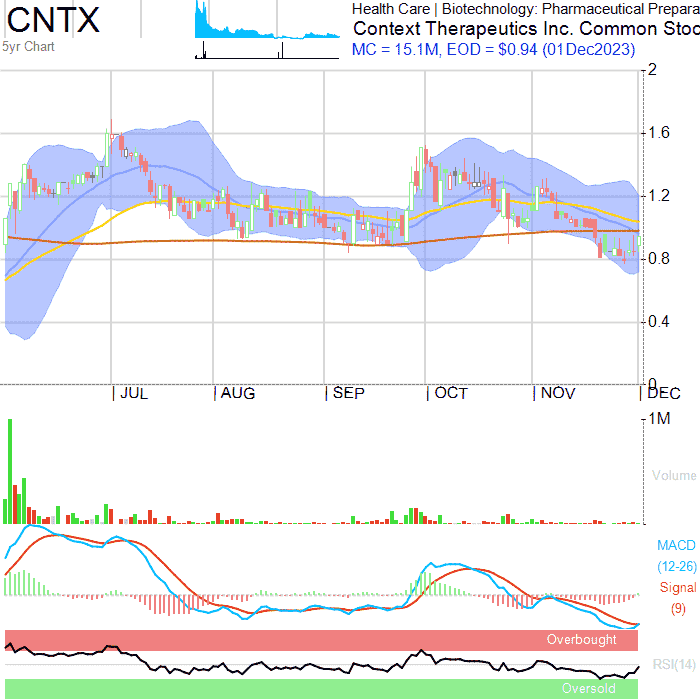 CNTX
5yr Chart
Health Care | Biotechnology: Pharmaceutical Prepara
Context Therapeutics Inc. Common Stoc
MC = 15.1M, EOD = $0.94 (01Dec2023)
2
1.6
1.2
0.8
0.4
0
JUL AUG SEP OCT NOV DEC
1M
Volume
MACD
(12-26)
Signal
(9)
Overbought
RSI(14)
Oversold